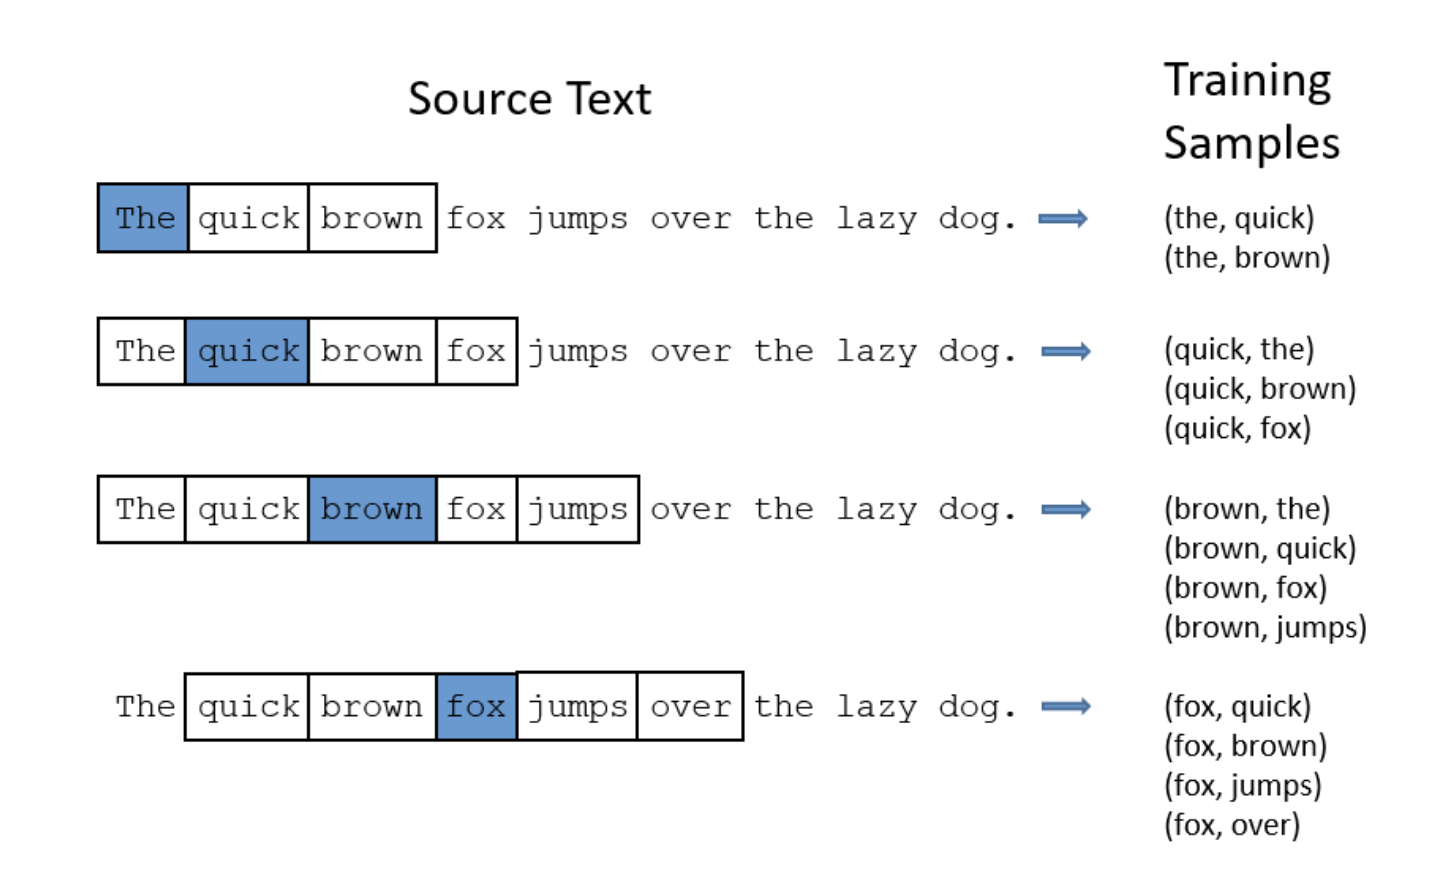 Source Text
Training
Samples
The quick brown fox jumps over the lazy dog.
(the, quick)
(the, brown)
The quick brown fox jumps over the lazy dog.
(quick, the)
(quick, brown)
(quick, fox)
The quick brown fox jumps over the lazy dog.
(brown, the)
(brown, quick)
(brown, fox)
(brown, jumps)
The quick brown fox jumps over the lazy dog.
(fox, quick)
(fox, brown)
(fox, jumps)
(fox, over)